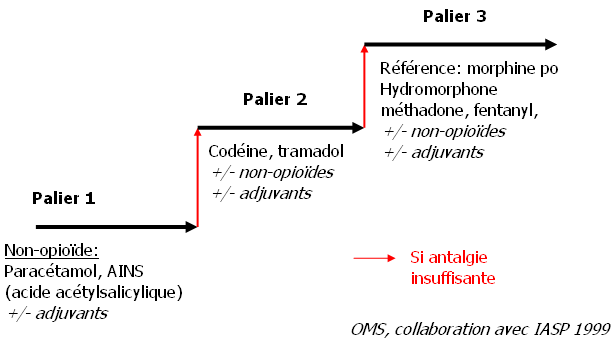 Palier 3
Référence: morphine po
Hydromorphone
méthadone, fentanyl,
+/- non-opioïdes
+/- adjuvants
Palier 2
Codéine, tramadol
+/- non-opioïdes
+/- adjuvants
Palier 1
Non-opioïde:
Paracétamol, AINS
(acide acétylsalicylique)
+/- adjuvants
Si antalgie
insuffisante
OMS, collaboration avec IASP 1999